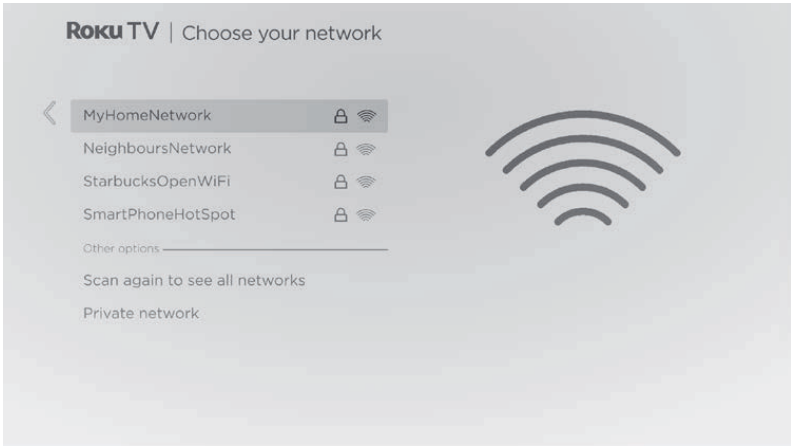 Roku TV | Choose your network
MyHomeNetwork
NeighboursNetwork
StarbucksOpenWiFi
SmartPhoneHotSpot
Other options
Scan again to see all networks
Private network